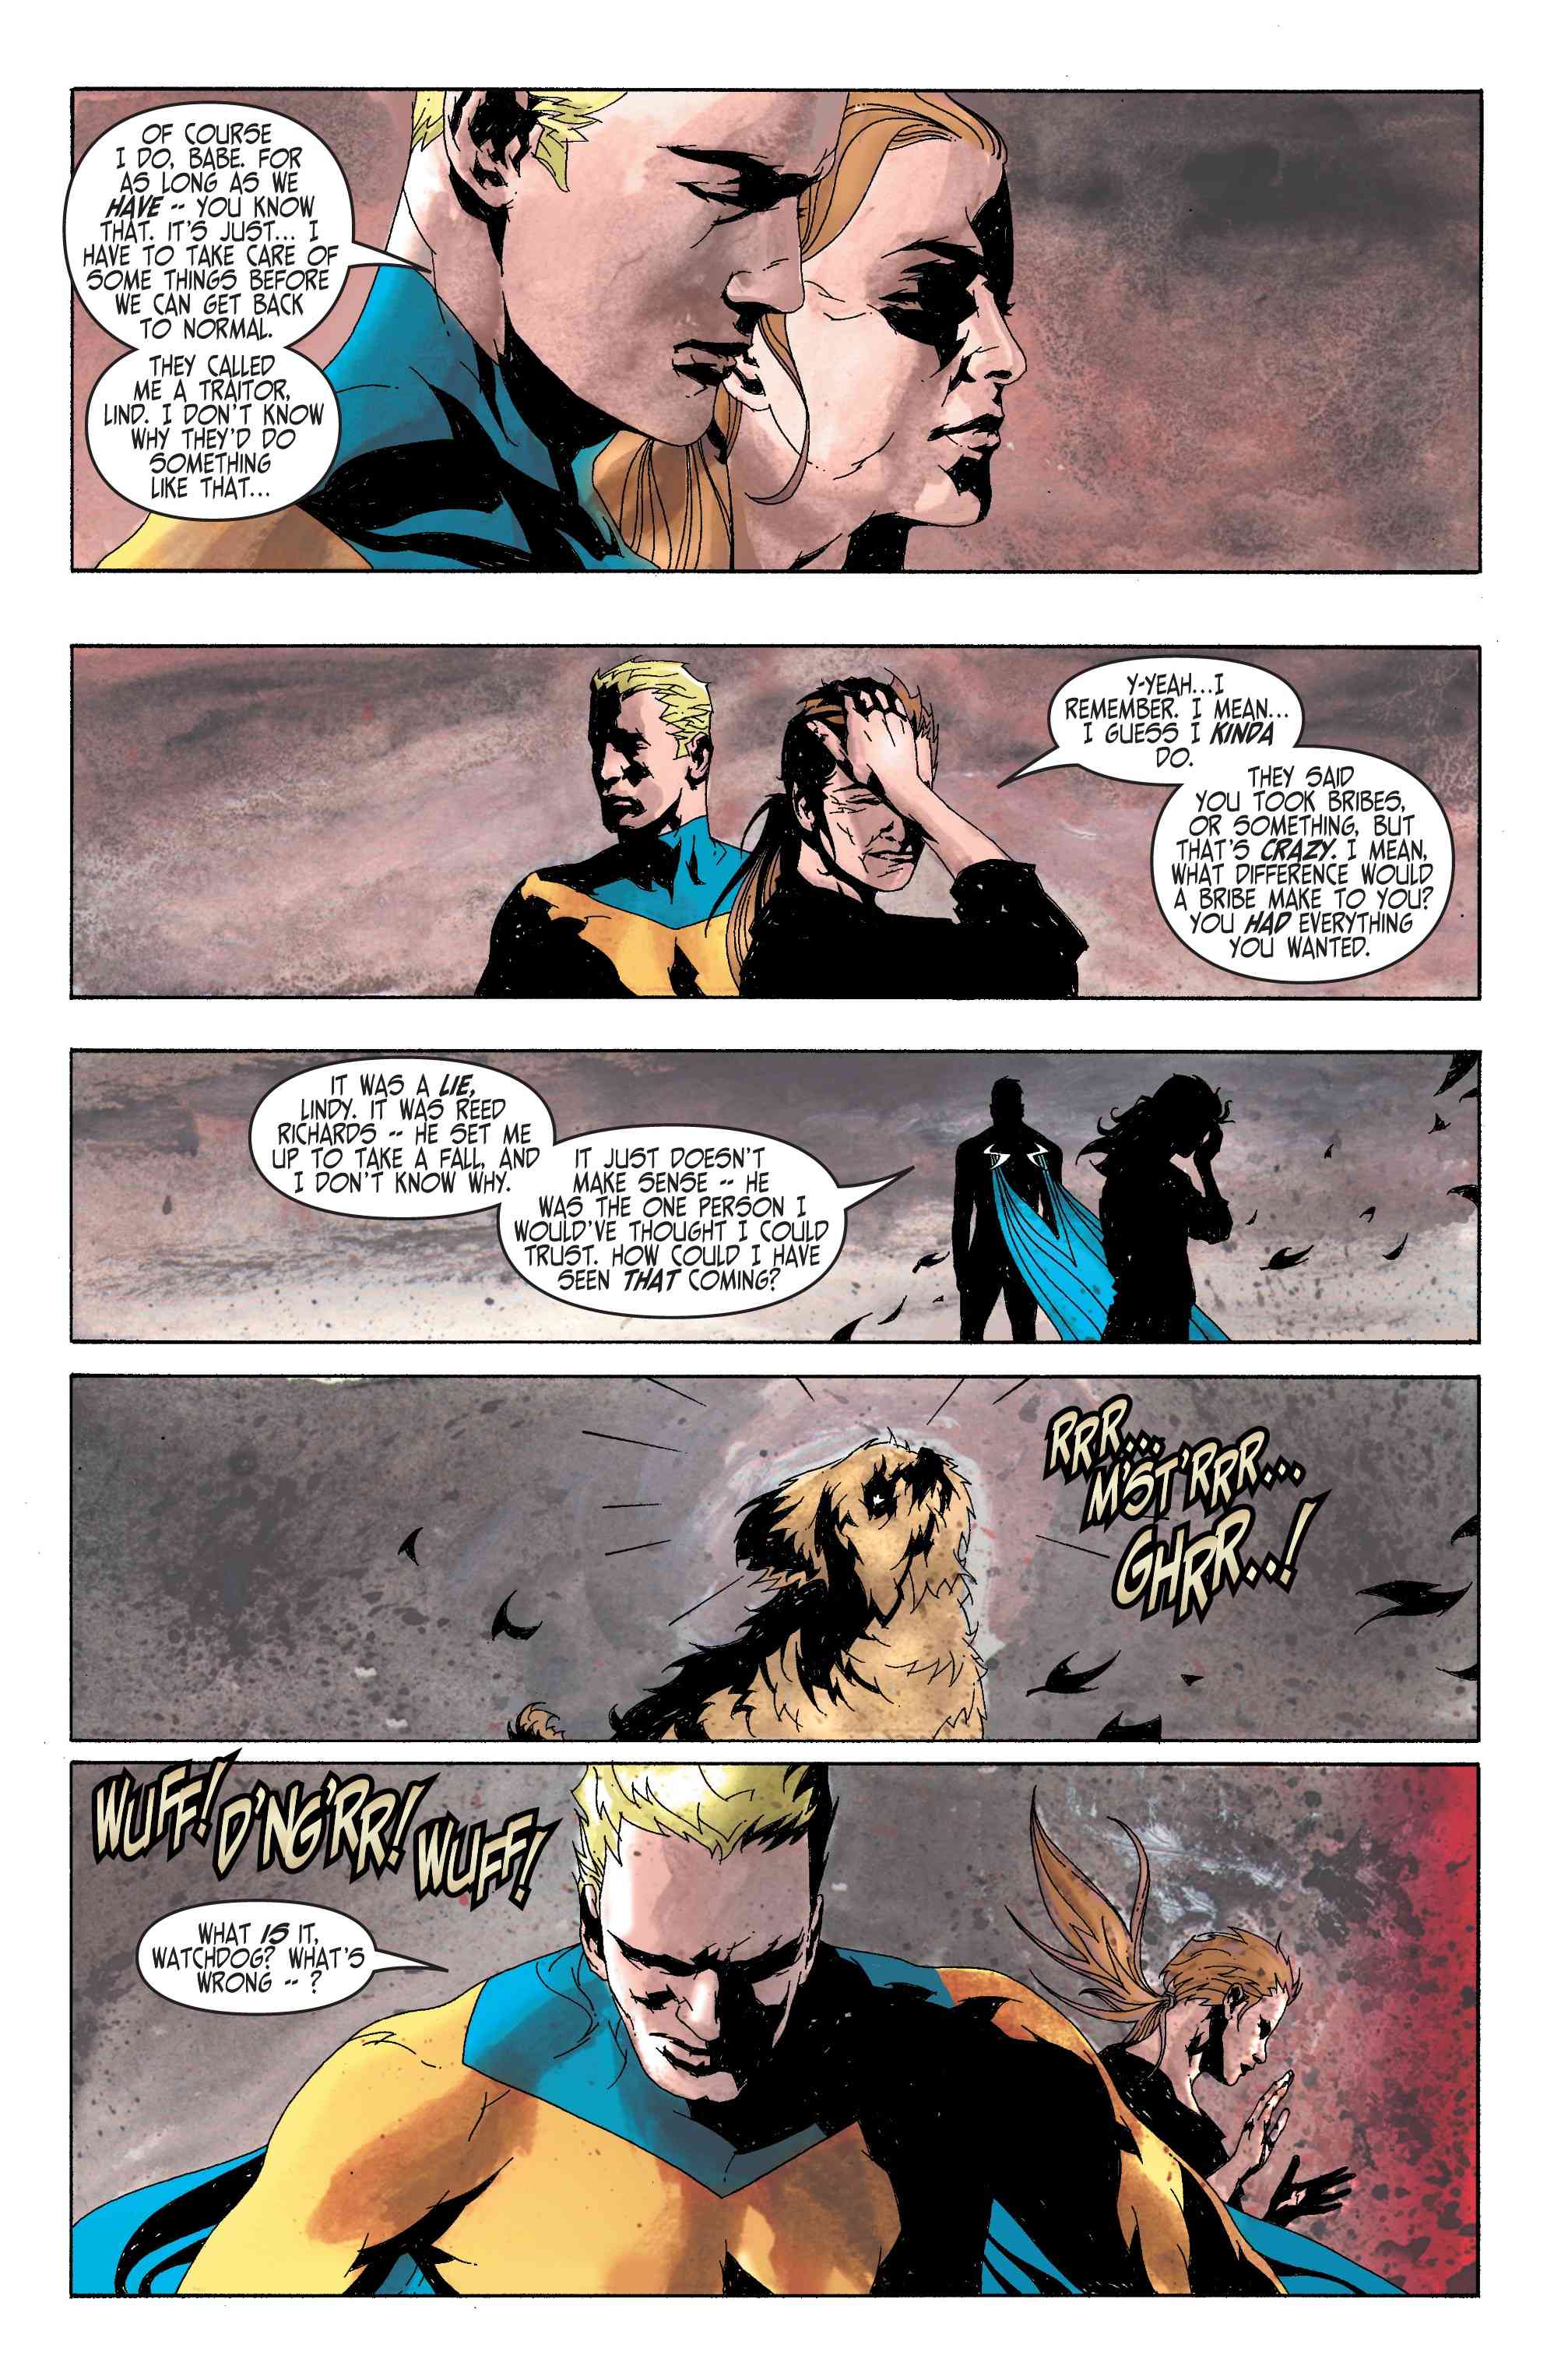 OF COURSE
I DO, BABE. FOR
AS LONG AS WE
HAVE -- YOU KNOW
THAT. IT'S JUST... I
HAVE TO TAKE CARE OF
SOME THINGS BEFORE
WE CAN GET BACK
TO NORMAL.
THEY CALLED
ME A TRAITOR,
LIND. I DON'T KNOW
WHY THEY'D DO
SOMETHING
LIKE THAT...
Y-YEAH...I
REMEMBER. I MEAN...
I GUESS I KINDA
DO.
THEY SAID
YOU TOOK BRIBES,
OR SOMETHING, BUT
THAT'S CRAZY. I MEAN,
WHAT DIFFERENCE WOULD
A BRIBE MAKE TO YOU?
YOU HAD EVERYTHING
YOU WANTED.
IT WAS A LIE,
LINDY. IT WAS REED
RICHARDS -- HE SET ME
UP TO TAKE A FALL, AND
I DON'T KNOW WHY.
IT JUST DOESN'T
MAKE SENSE -- HE
WAS THE ONE PERSON I
WOULD'VE THOUGHT I COULD
TRUST. HOW COULD I HAVE
SEEN THAT COMING?
RRR...
M'ST'RRR...
GHRR..!
WUFF! D'NG'RR! WUFF!
WHAT IS IT,
WATCHDOG? WHAT'S
WRONG -- ?